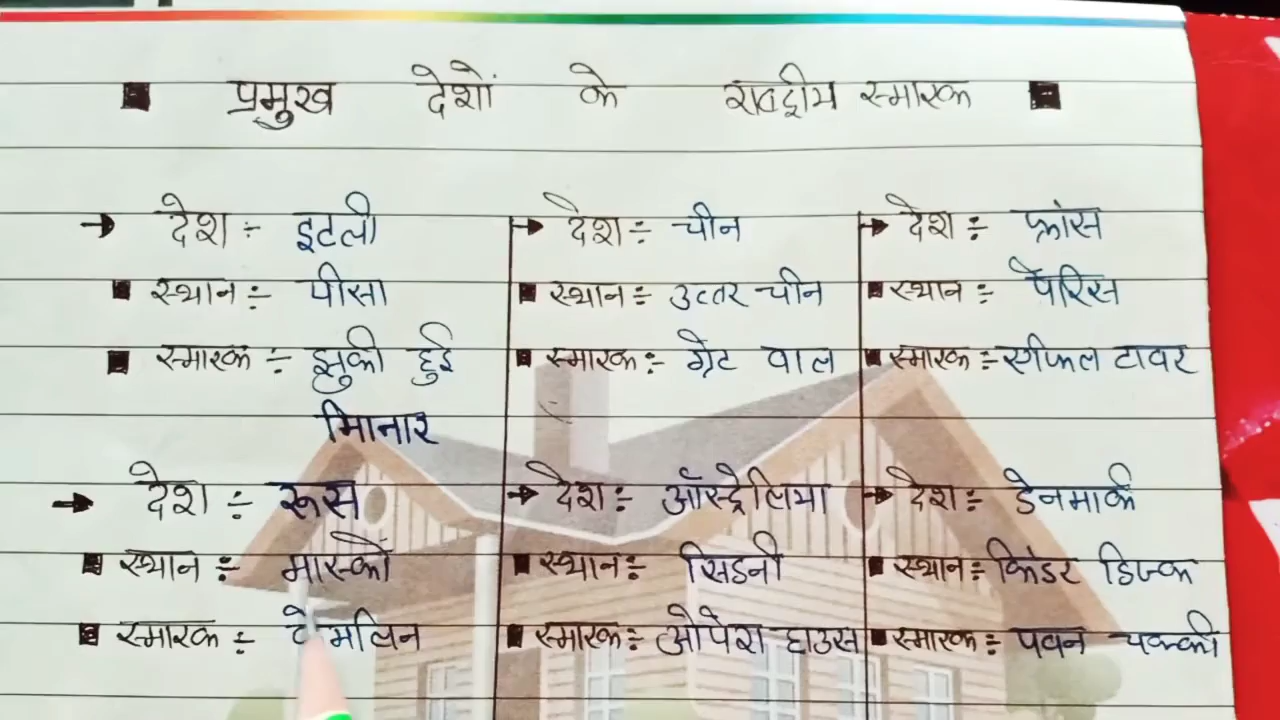 प्रमुख देशों के राष्ट्रीय स्मारक
देश ÷ इटली
स्थान ÷ पीसा
स्मारक ÷ झुकी हुई
मिानार
देश ÷ चीन
स्थान ÷ उत्तर चीन
स्मारक ÷ ग्रेट वाल
देश ÷ फ्रांस
स्थान ÷ पेरिस
स्मारक ÷ एफिल टावर
देश ÷ रूस
स्थान ÷ मास्को
स्मारक ÷ क्रेमलिन
देश ÷ ऑस्ट्रेलिया
स्थान ÷ सिडनी
स्मारक ÷ ओपेरा हाउस
देश ÷ डेनमार्क
स्थान ÷ किंडर डिज्क
स्मारक ÷ पवन चक्की